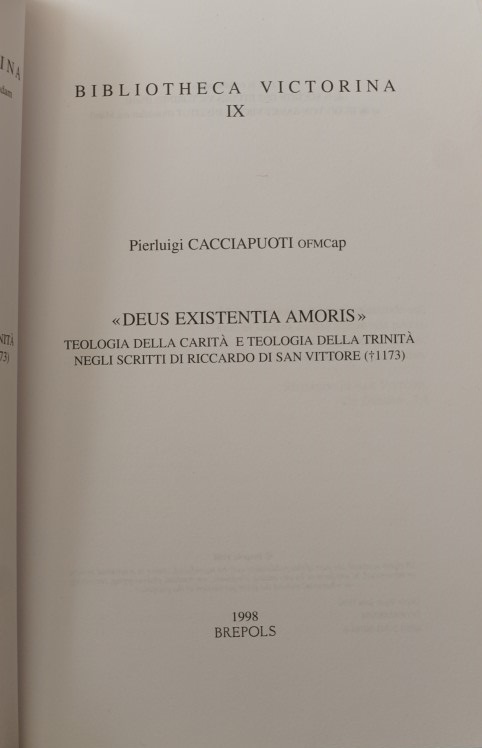 BIBLIOTHECA VICTORINA
IX
Pierluigi CACCIAPUOTI OFMCap
«DEUS EXISTENTIA AMORIS»
TEOLOGIA DELLA CARITÀ E TEOLOGIA DELLA TRINITÀ
NEGLI SCRITTI DI RICCARDO DI SAN VITTORE (†1173)
1998
BREPOLS